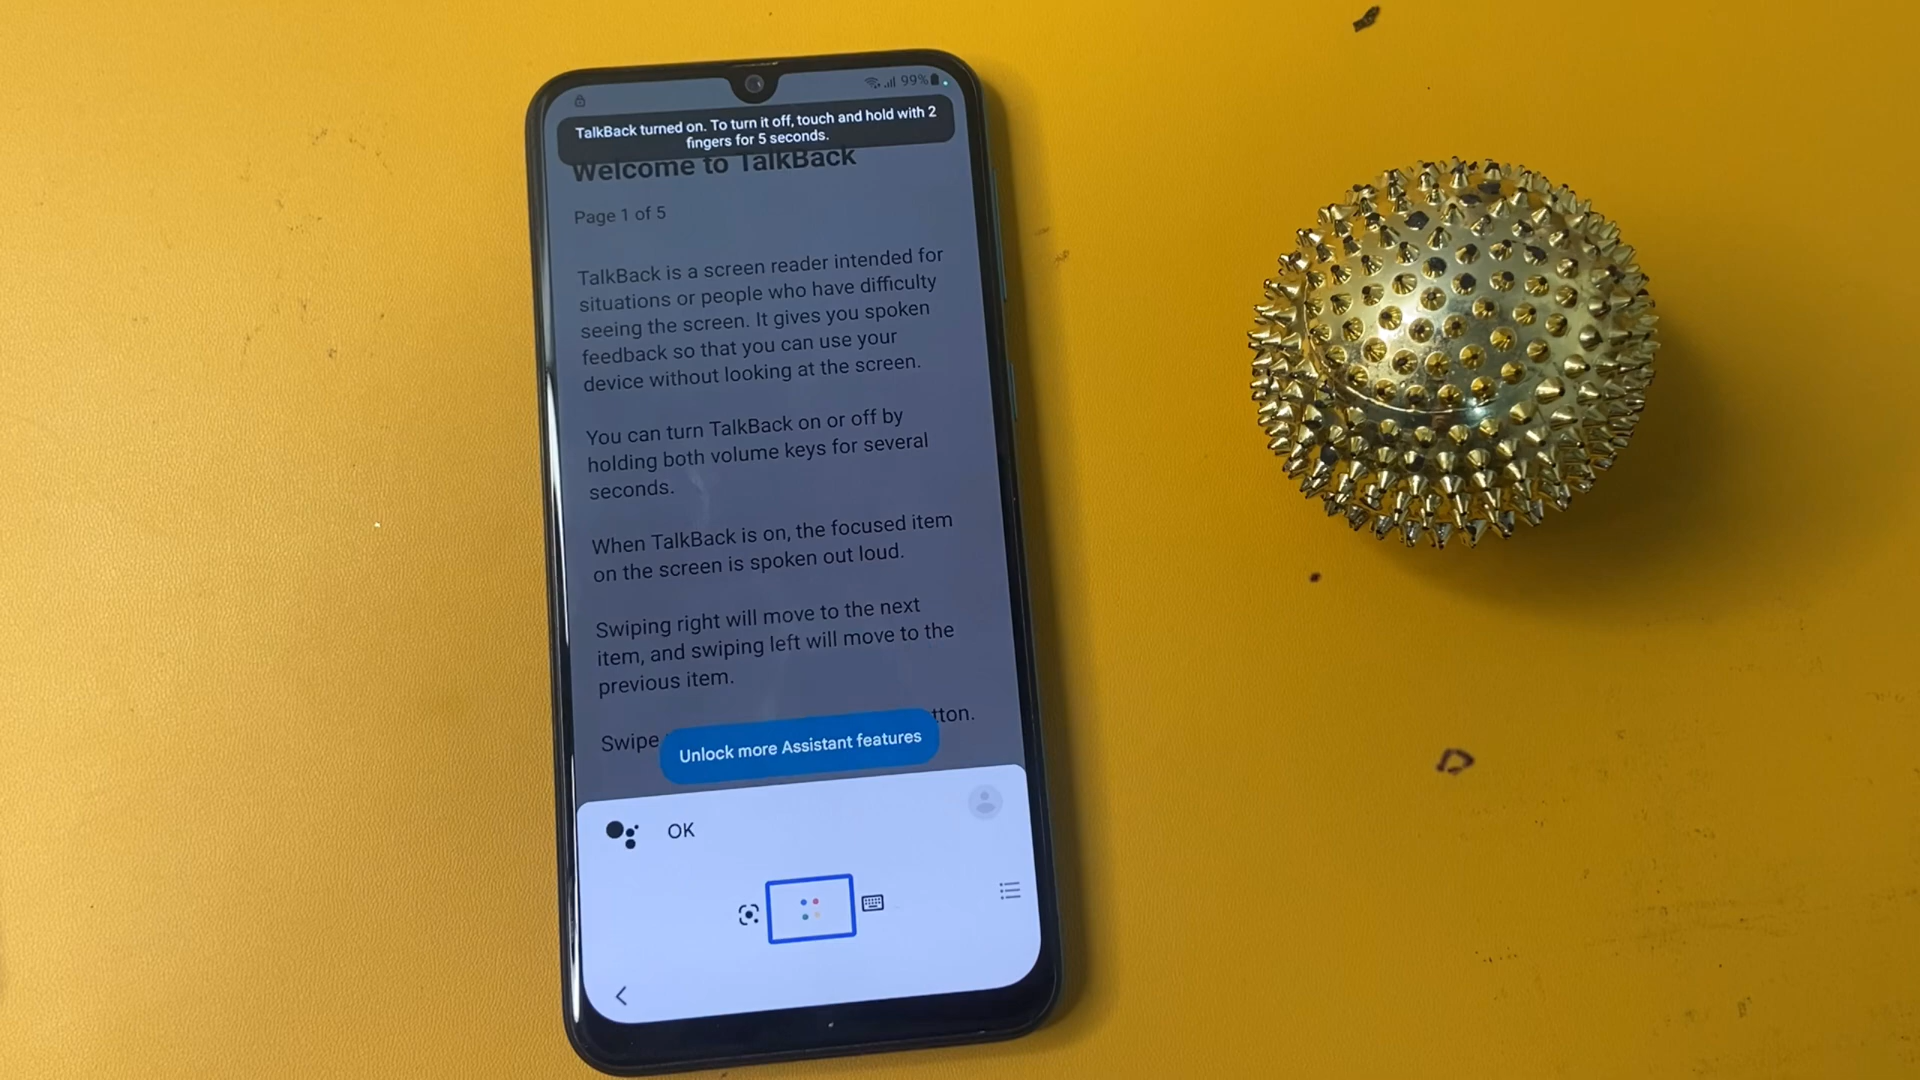 99%
TalkBack turned on. To turn it off, touch and hold with 2
fingers for 5 seconds.
Welcome to TalkBack
Page 1 of 5
TalkBack is a screen reader intended for
situations or people who have difficulty
seeing the screen. It gives you spoken
feedback so that you can use your
device without looking at the screen.
You can turn TalkBack on or off by
holding both volume keys for several
seconds.
When TalkBack is on, the focused item
on the screen is spoken out loud.
Swiping right will move to the next
item, and swiping left will move to the
previous item.
Swipe tton.
Unlock more Assistant features
OK